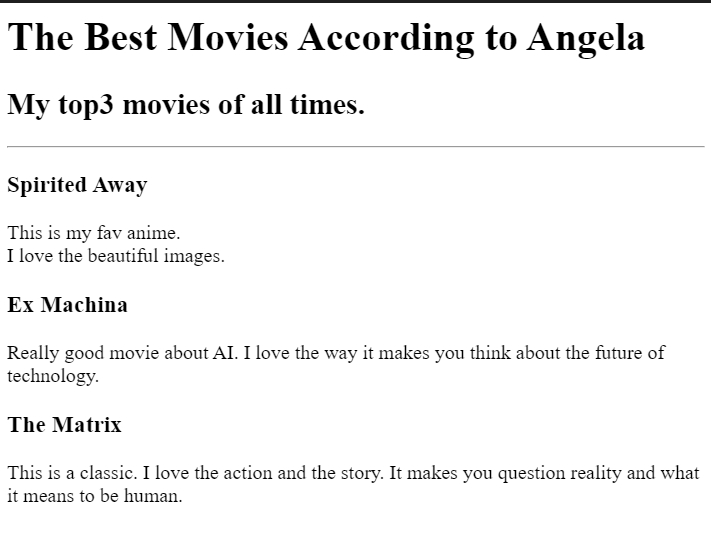 The Best Movies According to Angela
My top3 movies of all times.
Spirited Away
This is my fav anime.
I love the beautiful images.
Ex Machina
Really good movie about AI. I love the way it makes you think about the future of
technology.
The Matrix
This is a classic. I love the action and the story. It makes you question reality and what
it means to be human.